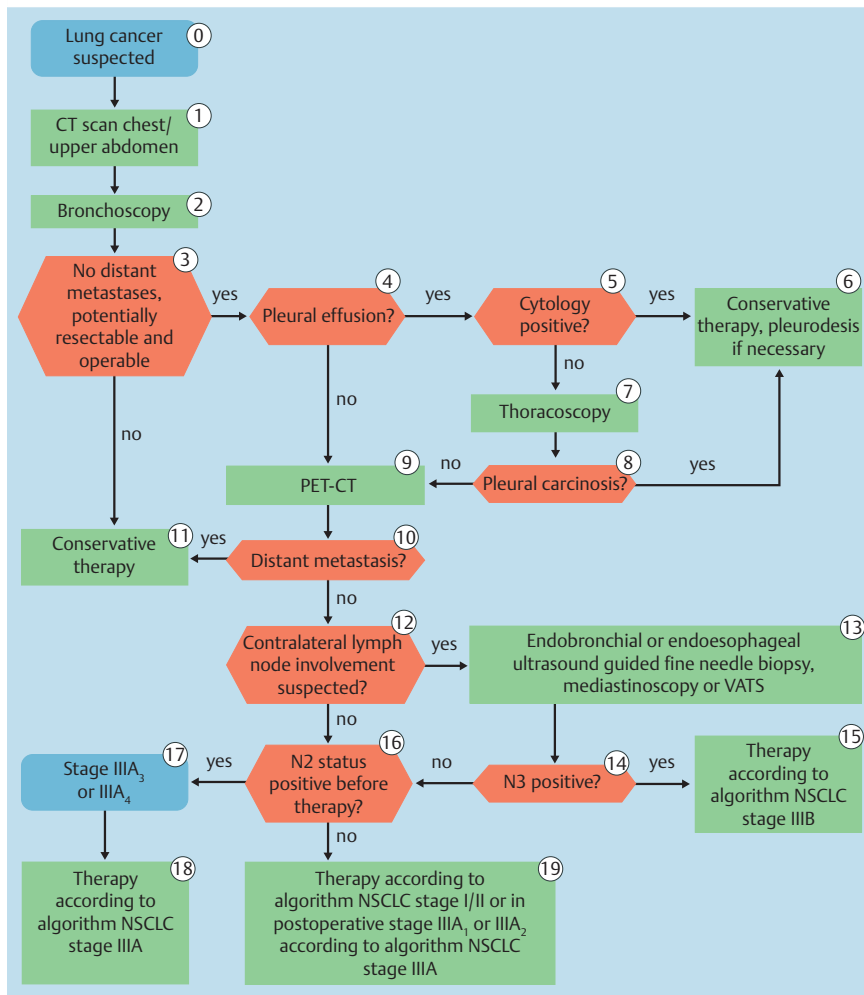 0
Lung cancer
suspected
1
CT scan chest/
upper abdomen
2
Bronchoscopy
3
No distant
metastases,
potentially
resectable and
operable
yes
4
Pleural effusion?
yes
5
Cytology
positive?
yes
6
Conservative
therapy, pleurodesis
if necessary
no
7
Thoracoscopy
no
no
9
PET-CT
no
8
Pleural carcinosis?
yes
11
Conservative
therapy
yes
10
Distant metastasis?
no
12
Contralateral lymph
node involvement
suspected?
yes
13
Endobronchial or endoesophageal
ultrasound guided fine needle biopsy,
mediastinoscopy or VATS
no
17
Stage IIIA₃
or IIIA₄
yes
16
N2 status
positive before
therapy?
no
14
N3 positive?
yes
15
Therapy
according to
algorithm NSCLC
stage IIIB
no
18
Therapy
according to
algorithm NSCLC
stage IIIA
19
Therapy according to
algorithm NSCLC stage I/II or in
postoperative stage IIIA₁ or IIIA₂
according to algorithm NSCLC
stage IIIA